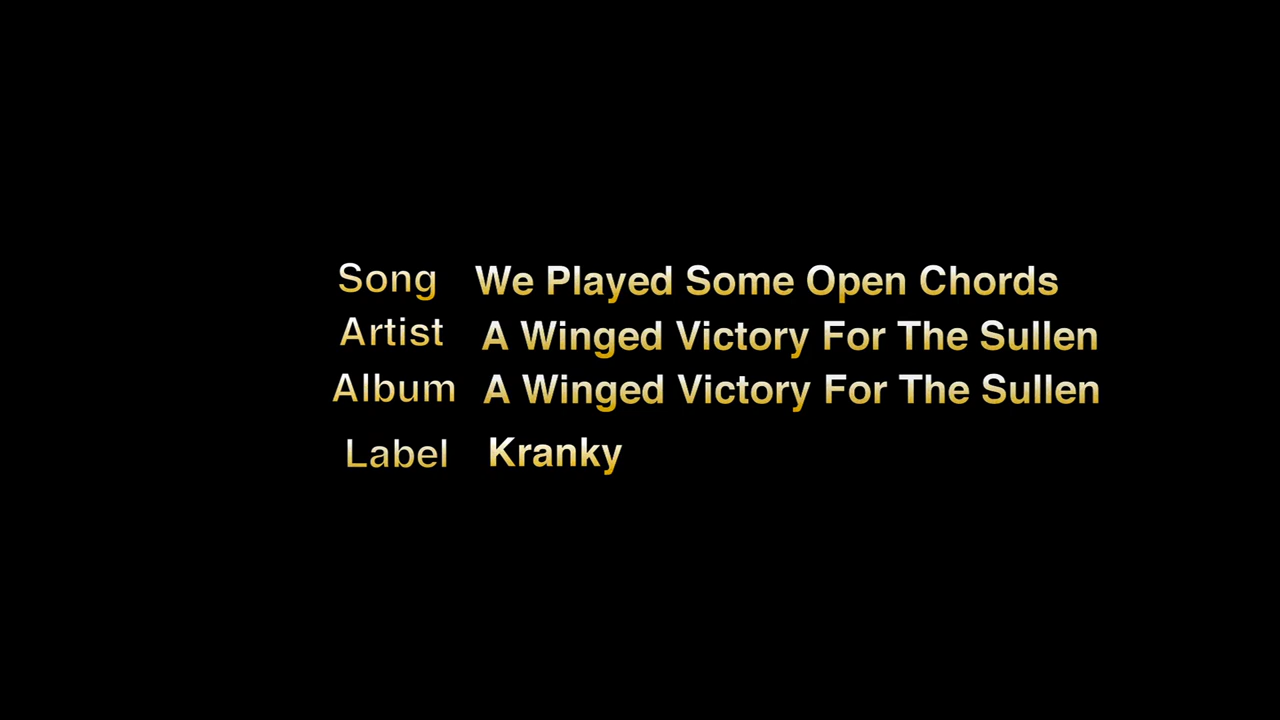 Song We Played Some Open Chords
Artist A Winged Victory For The Sullen
Album A Winged Victory For The Sullen
Label Kranky